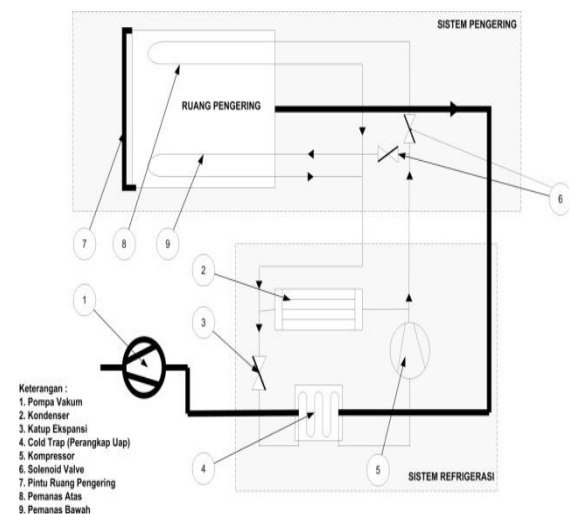 SISTEM PENGERING
RUANG PENGERING
6
7
8
9
2
1
3
Keterangan :
1. Pompa Vakum
2. Kondenser
3. Katup Ekspansi
4. Cold Trap (Perangkap Uap)
5. Kompressor
6. Solenoid Valve
7. Pintu Ruang Pengering
8. Pemanas Atas
9. Pemanas Bawah
4
5
SISTEM REFRIGERASI